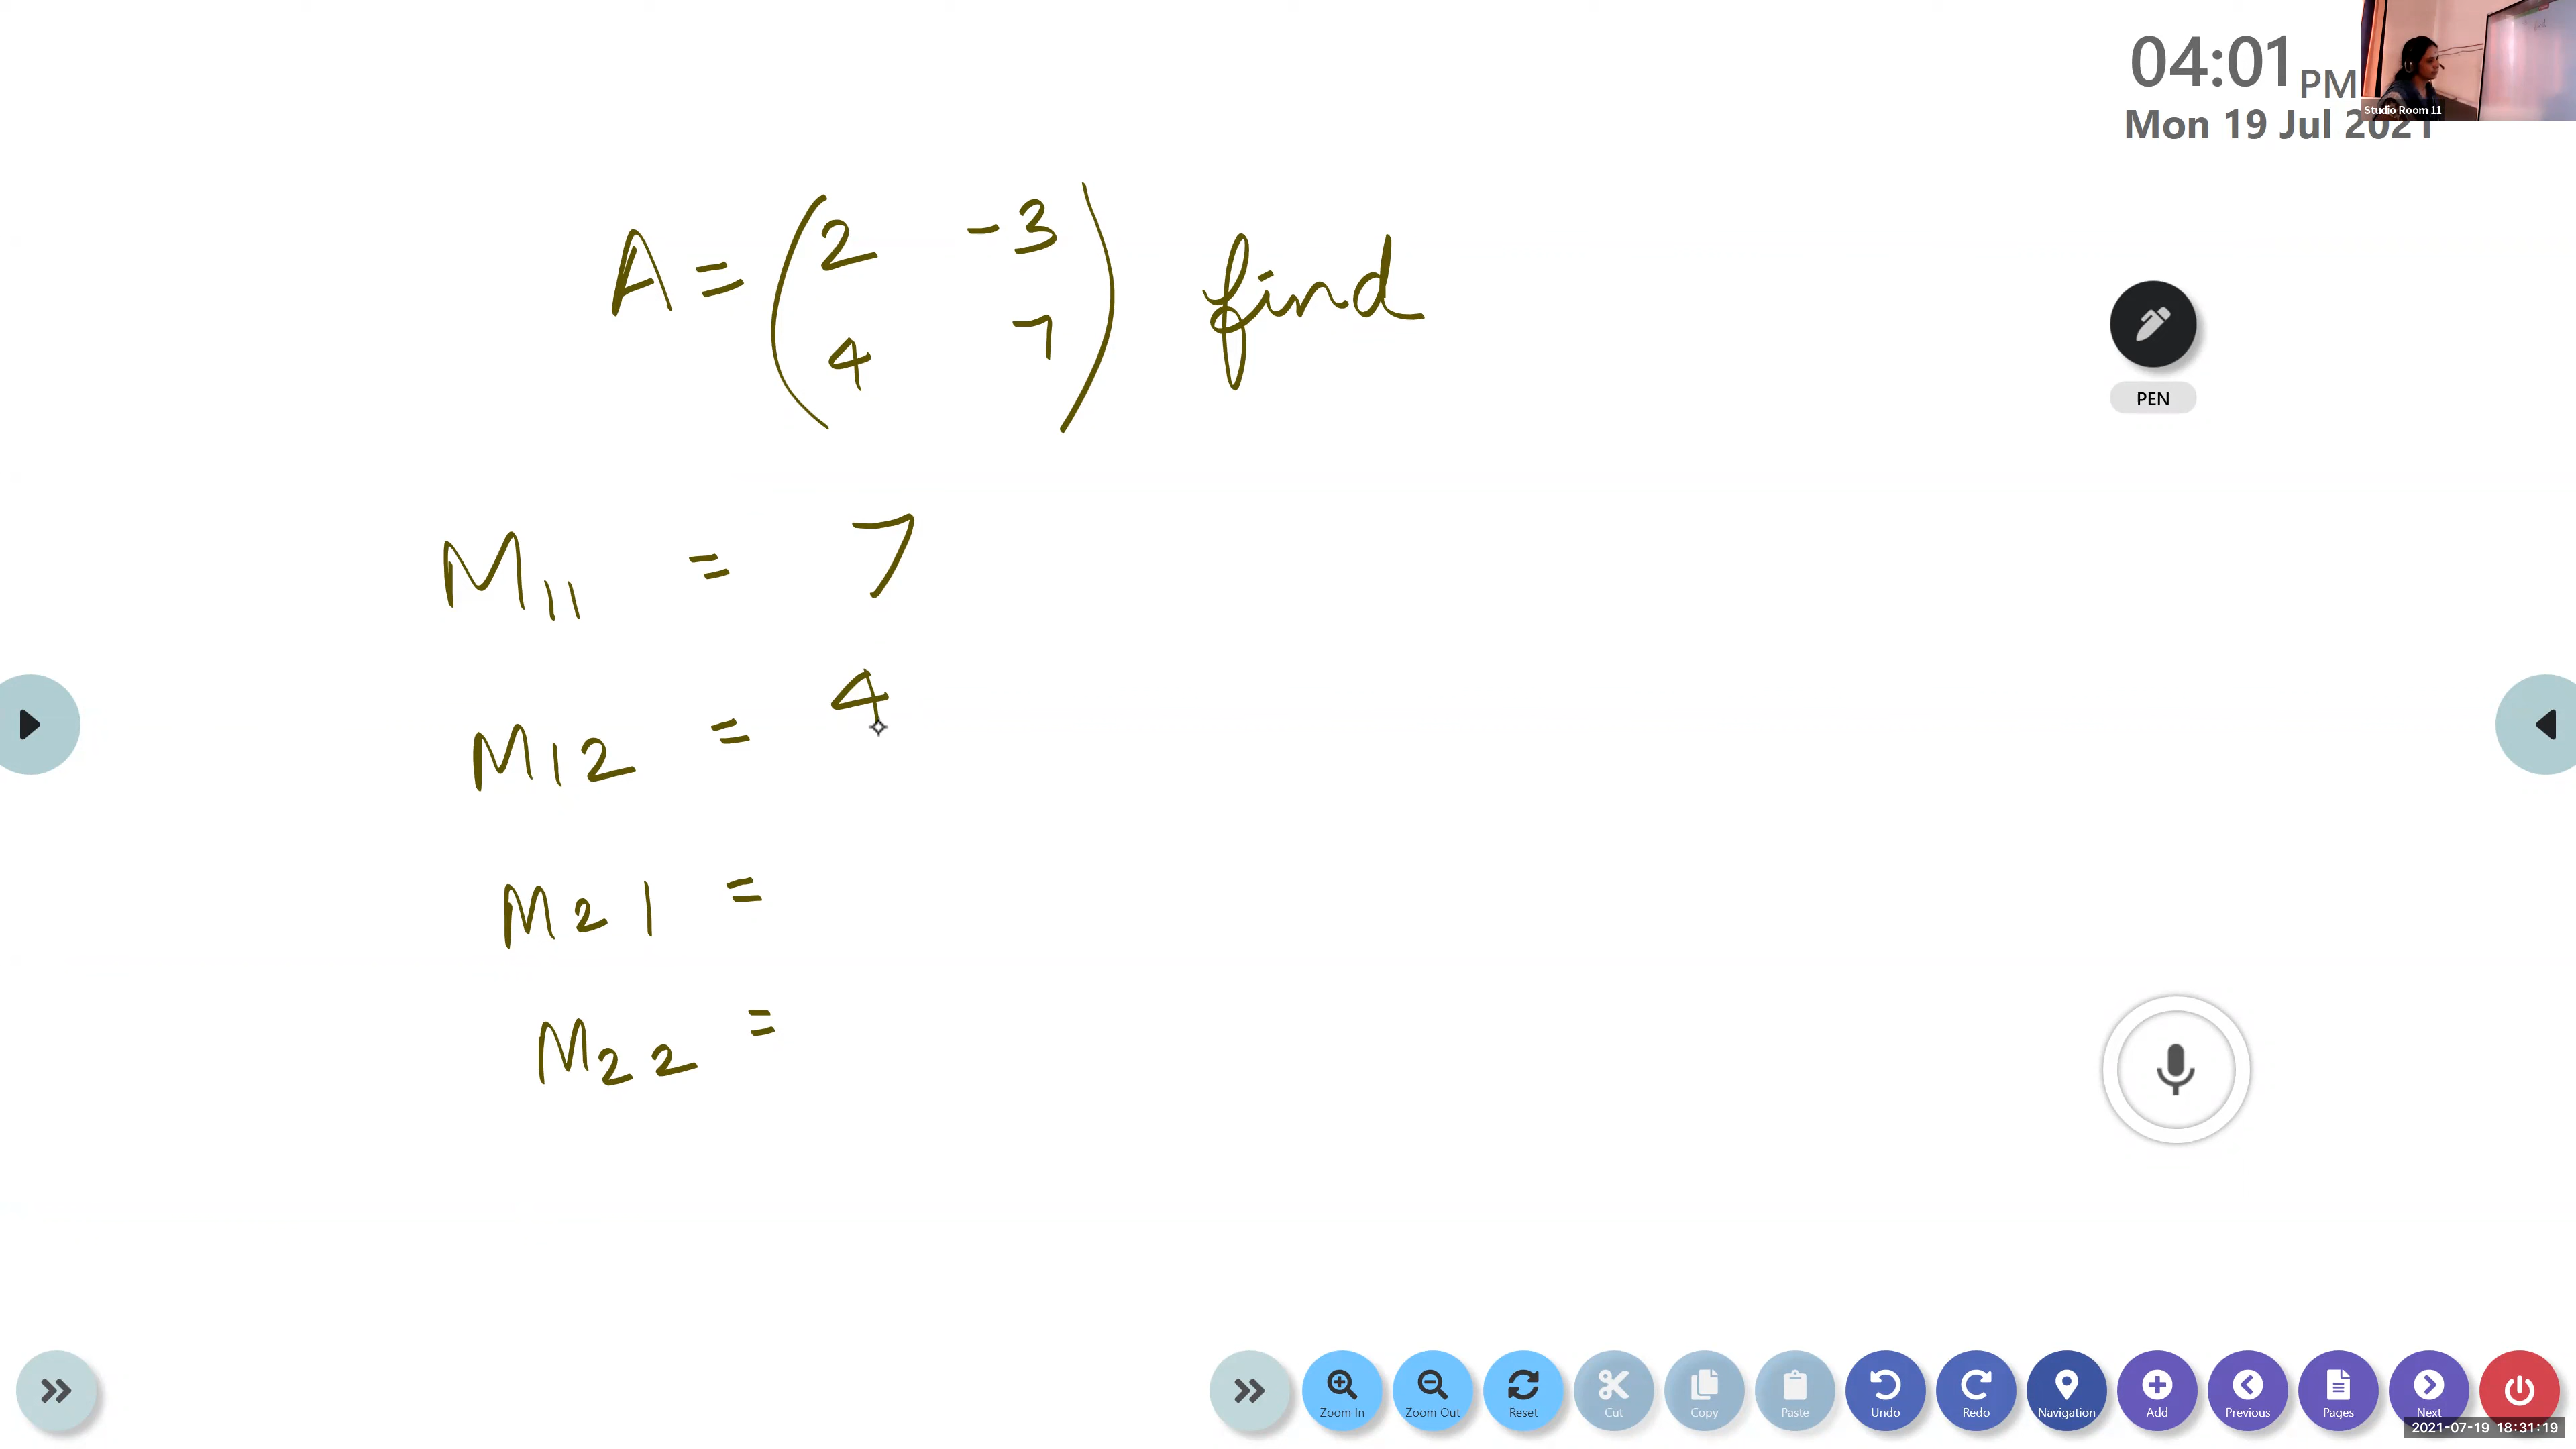 04:01 PM
Studio Room 11
Mon 19 Jul 2021
A = (2 -3
4 7) find
PEN
M11 = 7
M12 = 4
M21 =
M22 =
Zoom In Zoom Out Reset Cut Copy Paste Undo Redo Navigation Add Previous Pages Next
2021-07-19 18:31:19